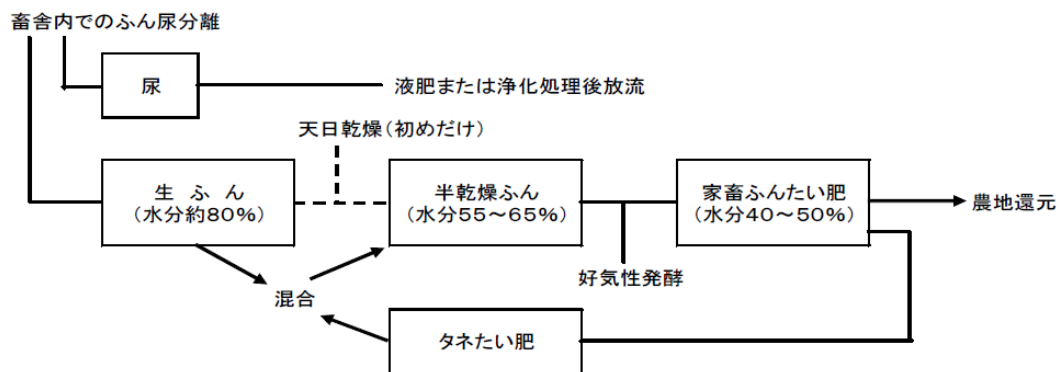 畜舎内でのふん尿分離
尿
液肥または浄化処理後放流
天日乾燥(初めだけ)
生 ふ ん
(水分約80%)
半乾燥ふん
(水分55~65%)
家畜ふんたい肥
(水分40~50%)
農地還元
好気性発酵
混合
タネたい肥